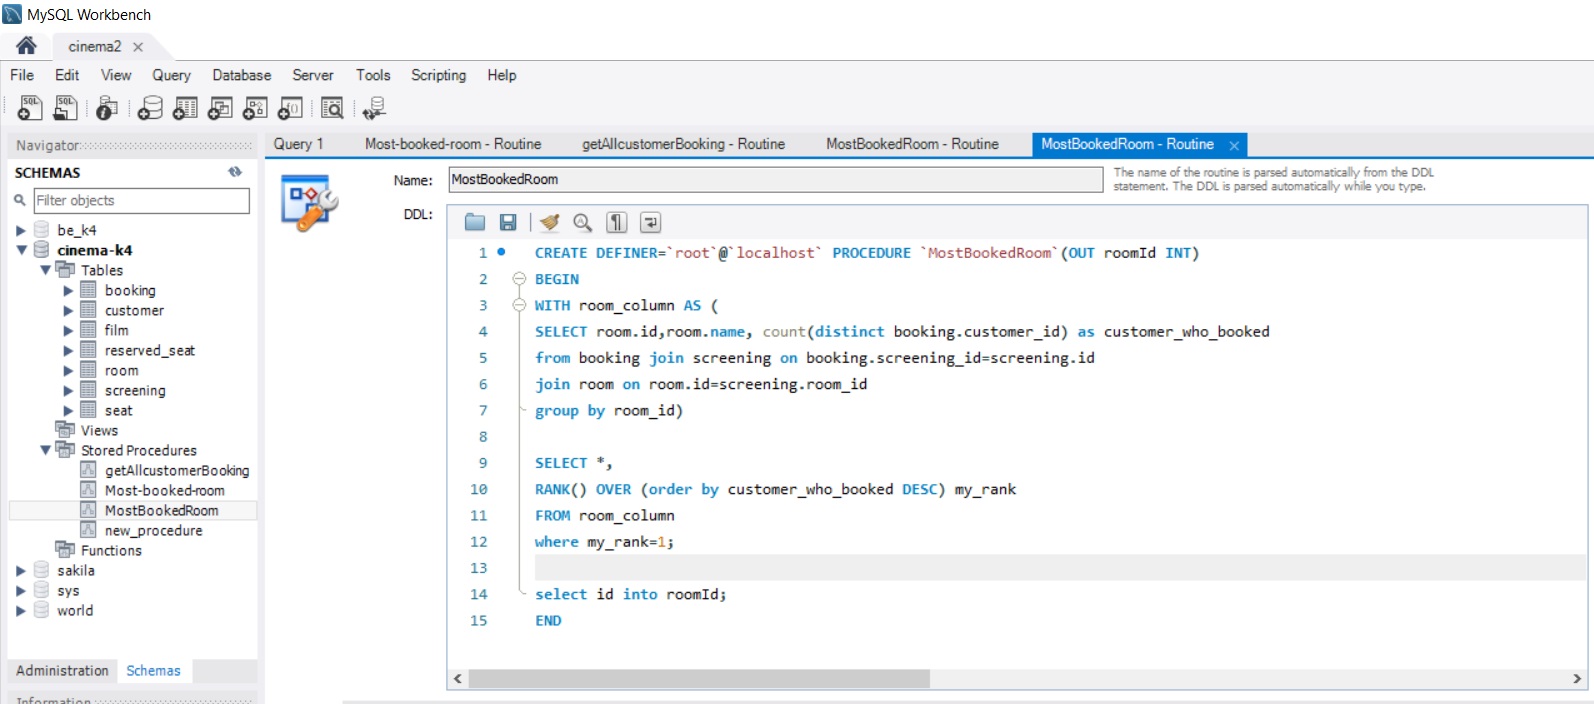 MySQL Workbench
cinema2
File Edit View Query Database Server Tools Scripting Help
SQL SQL
Navigator
SCHEMAS
Filter objects
be_k4
cinema-k4
Tables
booking
customer
film
reserved_seat
room
screening
seat
Views
Stored Procedures
getAllcustomerBooking
Most-booked-room
MostBookedRoom
new_procedure
Functions
sakila
sys
world
Administration Schemas
Information
Query 1 Most-booked-room - Routine getAllcustomerBooking - Routine MostBookedRoom - Routine MostBookedRoom - Routine
Name: MostBookedRoom
The name of the routine is parsed automatically from the DDL
statement. The DDL is parsed automatically while you type.
DDL:
1 CREATE DEFINER=`root`@`localhost` PROCEDURE `MostBookedRoom`(OUT roomId INT)
2 BEGIN
3 WITH room_column AS (
4 SELECT room.id,room.name, count(distinct booking.customer_id) as customer_who_booked
5 from booking join screening on booking.screening_id=screening.id
6 join room on room.id=screening.room_id
7 group by room_id)
8
9 SELECT *,
10 RANK() OVER (order by customer_who_booked DESC) my_rank
11 FROM room_column
12 where my_rank=1;
13
14 select id into roomId;
15 END